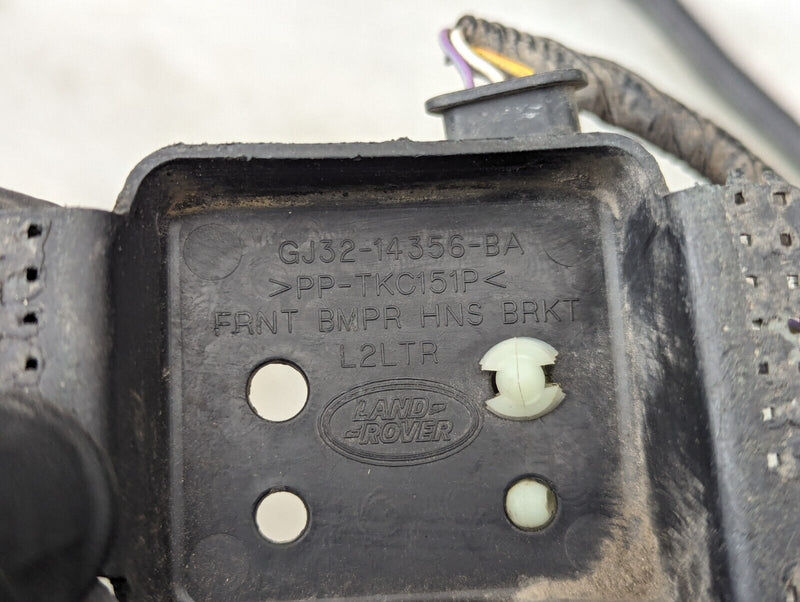 GJ32-14356-BA
>PP-TKC151P<
FRNT BMPR HNS BRKT
L2LTR
LAND-
-ROVER